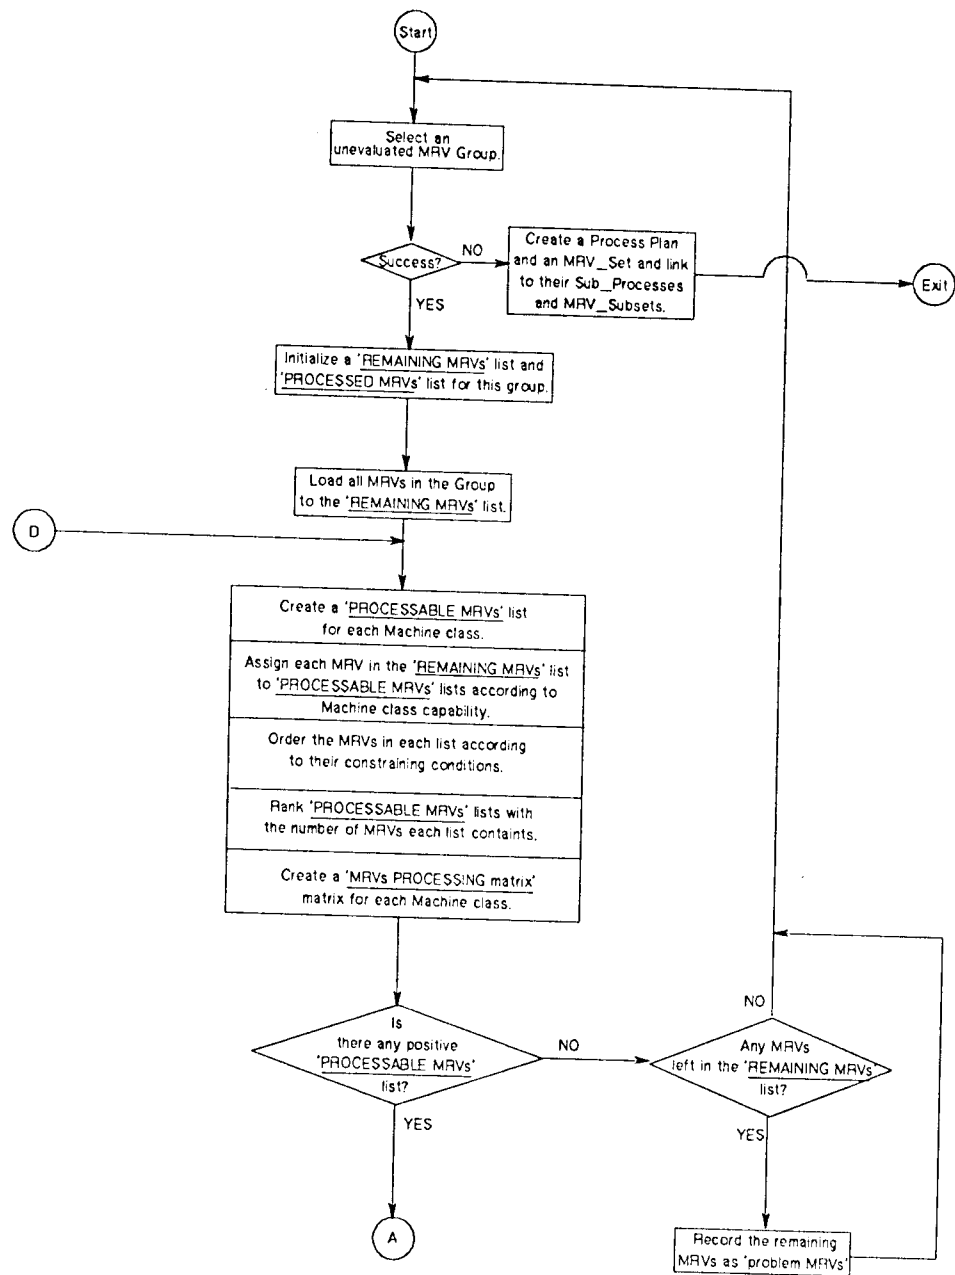 Start
Select an
unevaluated MRV Group.
Success?
NO
YES
Create a Process Plan
and an MRV_Set and link
to their Sub_Processes
and MRV_Subsets.
Exit
Initialize a 'REMAINING MRVs' list and
'PROCESSED MRVs' list for this group.
Load all MRVs in the Group
to the 'REMAINING MRVs' list.
D
Create a 'PROCESSABLE MRVs' list
for each Machine class.
Assign each MRV in the 'REMAINING MRVs' list
to 'PROCESSABLE MRVs' lists according to
Machine class capability.
Order the MRVs in each list according
to their constraining conditions.
Rank 'PROCESSABLE MRVs' lists with
the number of MRVs each list containts.
Create a 'MRVs PROCESSING matrix'
matrix for each Machine class.
Is
there any positive
'PROCESSABLE MRVs'
list?
NO
YES
A
NO
Any MRVs
left in the 'REMAINING MRVs'
list?
YES
Record the remaining
MRVs as 'problem MRVs'